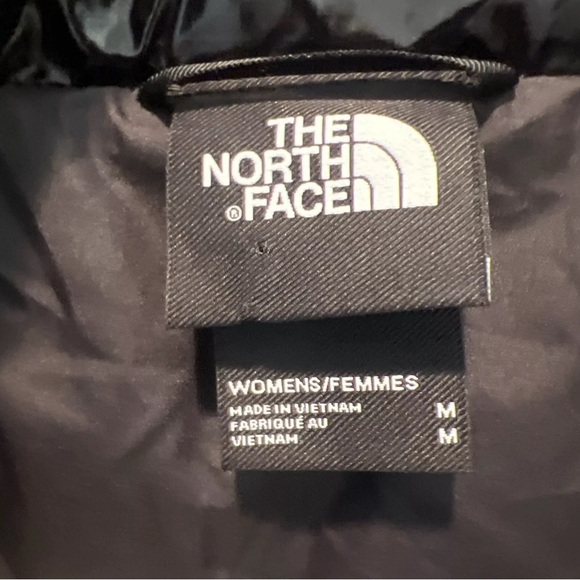 THE
NORTH
® FACE
WOMENS/FEMMES
MADE IN VIETNAM M
FABRIQUÉ AU
VIETNAM M